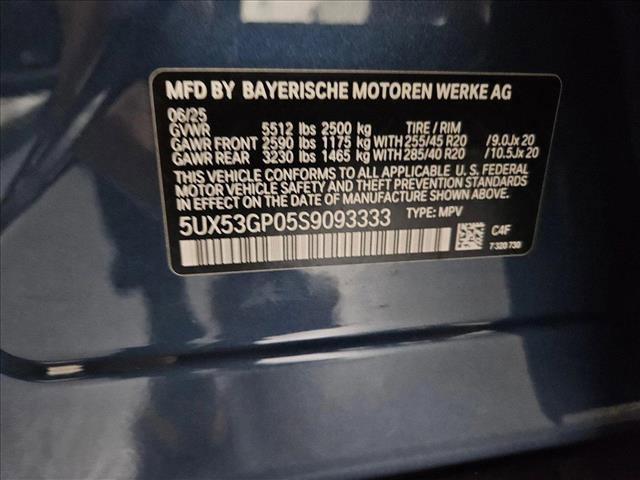 MFD BY BAYERISCHE MOTOREN WERKE AG
06/25
GVWR 5512 lbs 2500 kg TIRE / RIM
GAWR FRONT 2590 lbs 1175 kg WITH 255/45 R20 /9.0Jx 20
GAWR REAR 3230 lbs 1465 kg WITH 285/40 R20 /10.5Jx 20
THIS VEHICLE CONFORMS TO ALL APPLICABLE U. S. FEDERAL
MOTOR VEHICLE SAFETY AND THEFT PREVENTION STANDARDS
IN EFFECT ON THE DATE OF MANUFACTURE SHOWN ABOVE.
5UX53GP05S9093333 TYPE: MPV
C4F
7 320 730